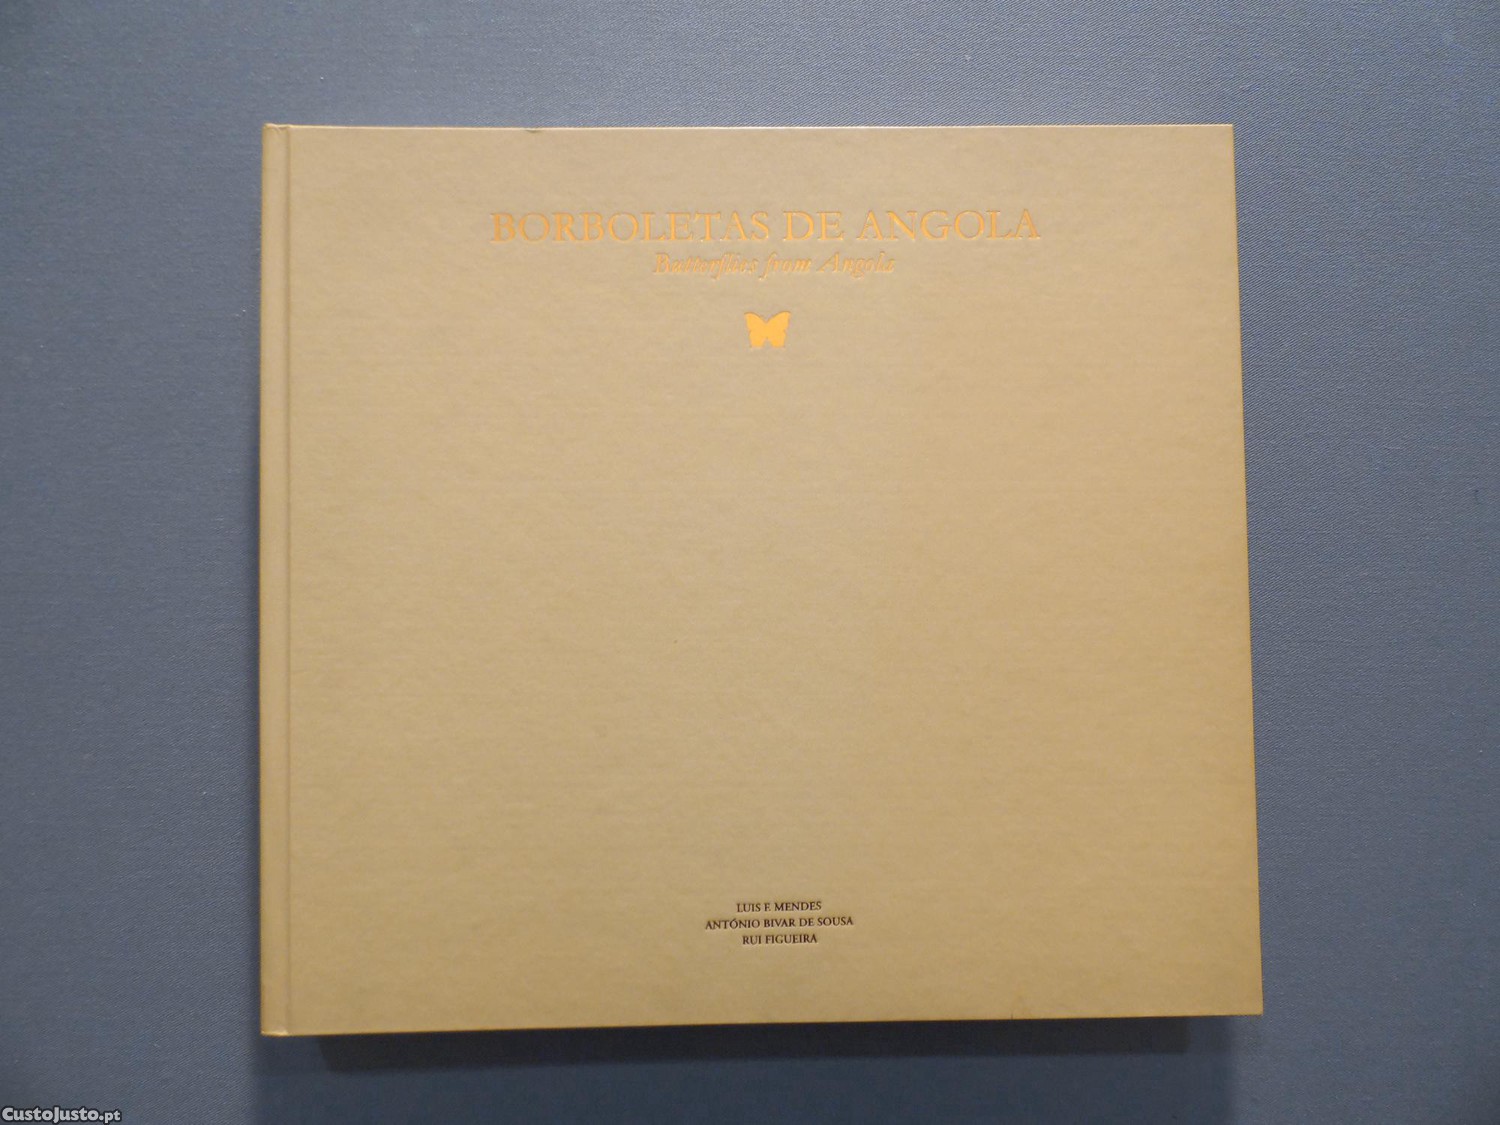 BORBOLETAS DE ANGOLA
Butterflies from Angola
LUIS F. MENDES
ANTÓNIO BIVAR DE SOUSA
RUI FIGUEIRA
CustoJusto.pt